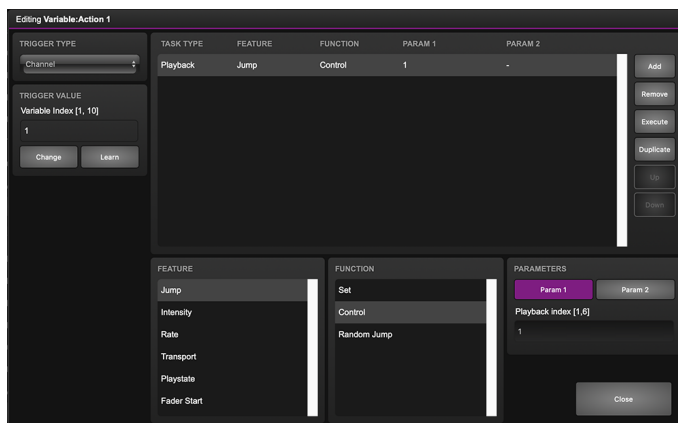 Editing Variable:Action 1
TRIGGER TYPE
Channel
TRIGGER VALUE
Variable Index [1, 10]
1
Change Learn
TASK TYPE FEATURE FUNCTION PARAM 1 PARAM 2
Playback Jump Control 1 -
Add
Remove
Execute
Duplicate
Up
Down
FEATURE
Jump
Intensity
Rate
Transport
Playstate
Fader Start
FUNCTION
Set
Control
Random Jump
PARAMETERS
Param 1 Param 2
Playback index [1,6]
1
Close